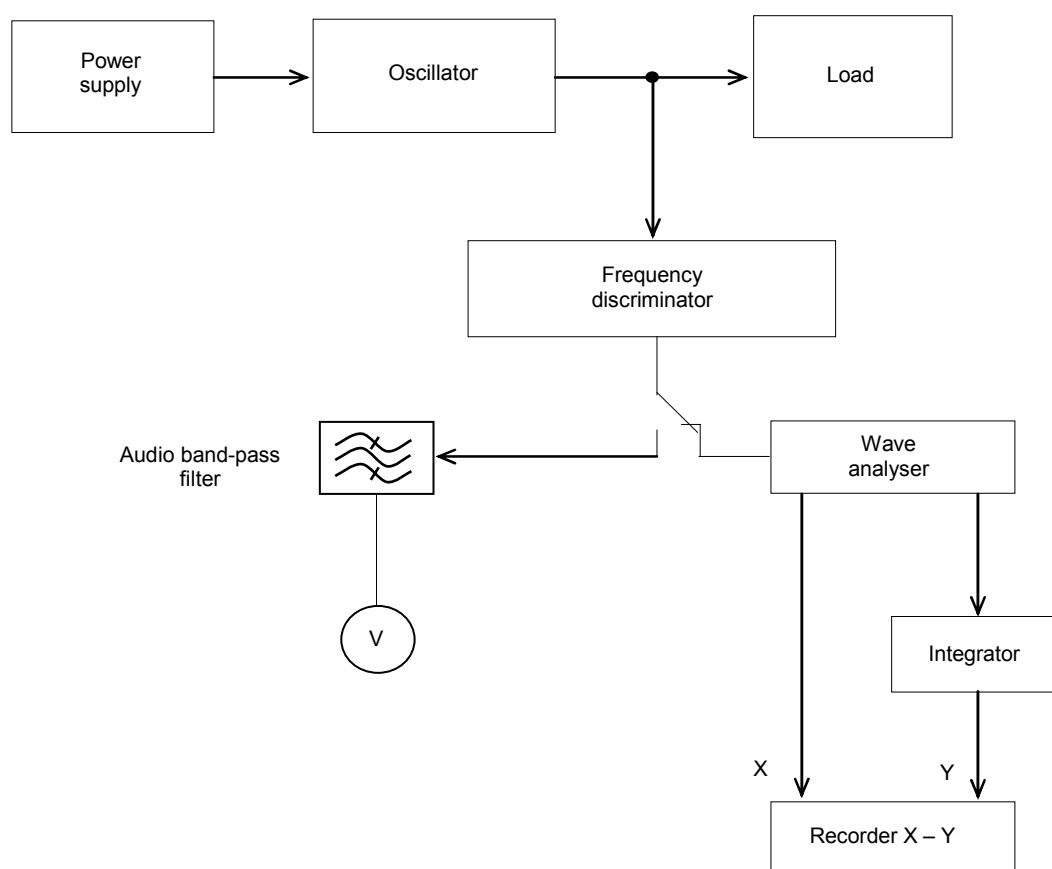 Power
supply
Oscillator
Load
Frequency
discriminator
Audio band-pass
filter
Wave
analyser
V
Integrator
X
Y
Recorder X – Y